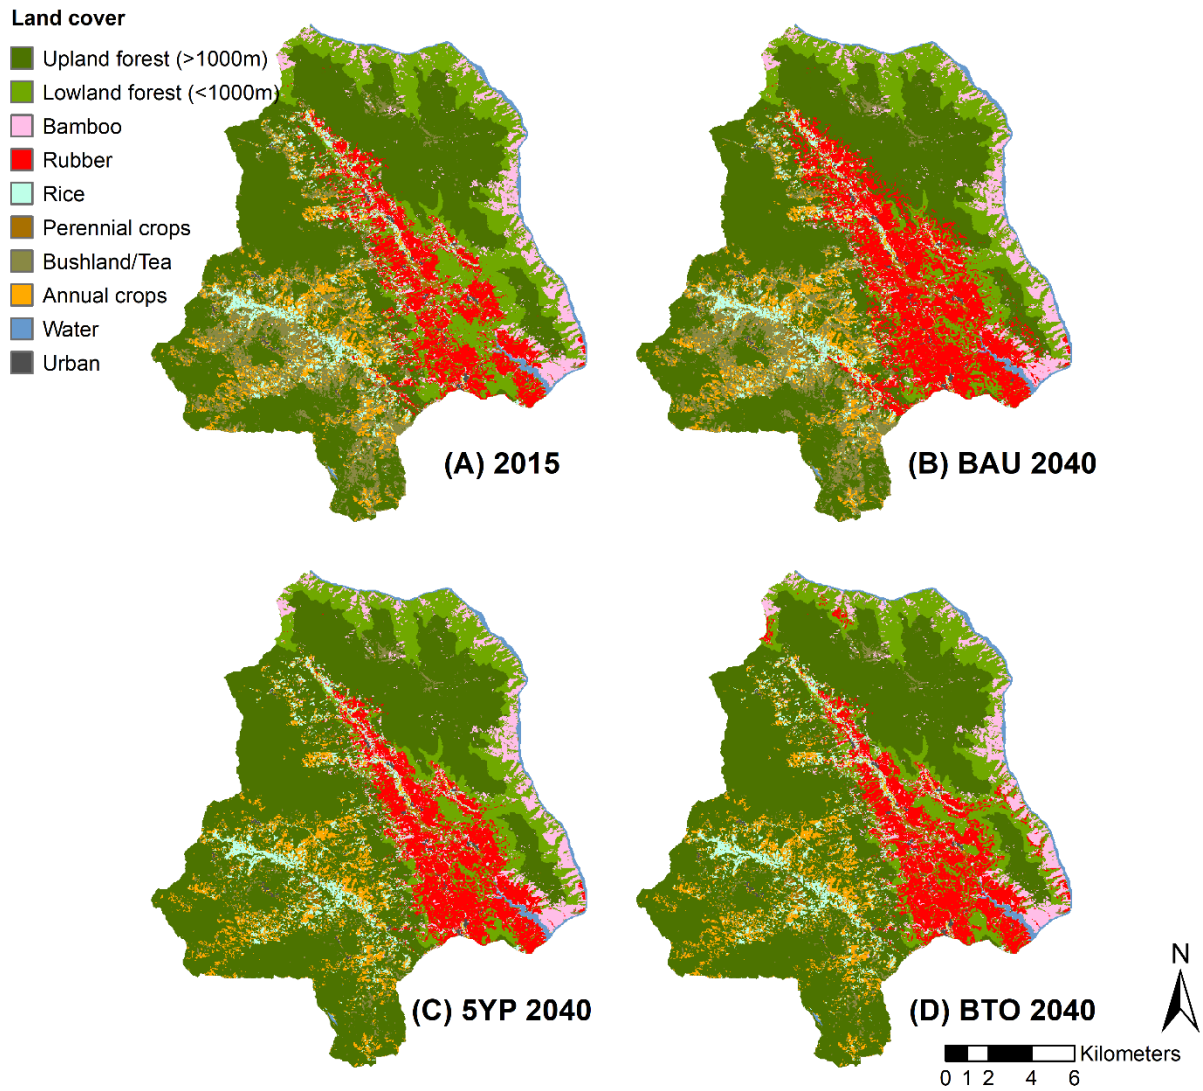 Land cover
Upland forest (>1000m)
Lowland forest (<1000m)
Bamboo
Rubber
Rice
Perennial crops
Bushland/Tea
Annual crops
Water
Urban
(A) 2015
(B) BAU 2040
(C) 5YP 2040
(D) BTO 2040
N
Kilometers
0 1 2 4 6